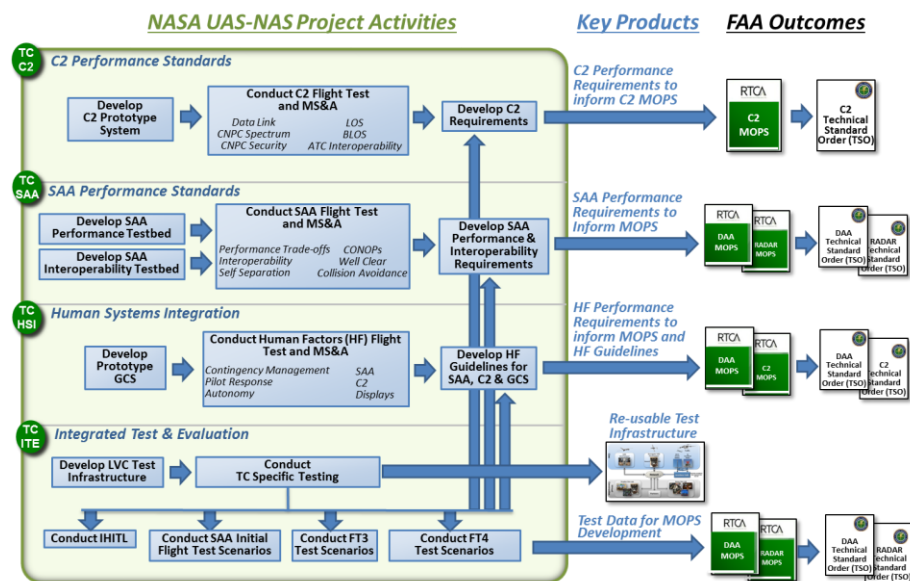 NASA UAS-NAS Project Activities
Key Products
FAA Outcomes
TC
C2
C2 Performance Standards
Develop
C2 Prototype
System
Conduct C2 Flight Test
and MS&A
Data Link
LOS
CNPC Spectrum
BLOS
CNPC Security
ATC Interoperability
Develop C2
Requirements
C2 Performance
Requirements to
inform C2 MOPS
RTCA
C2
MOPS
C2
Technical
Standard
Order (TSO)
TC
SAA
SAA Performance Standards
Develop SAA
Performance Testbed
Develop SAA
Interoperability Testbed
Conduct SAA Flight Test
and MS&A
Performance Trade-offs
CONOPs
Interoperability
Well Clear
Self Separation
Collision Avoidance
Develop SAA
Performance &
Interoperability
Requirements
SAA Performance
Requirements to
Inform MOPS
RTCA
DAA
MOPS
RADAR
MOPS
DAA
Technical
Standard
Order (TSO)
RADAR
Technical
Standard
Order (TSO)
TC
HSI
Human Systems Integration
Develop
Prototype
GCS
Conduct Human Factors (HF) Flight
Test and MS&A
Contingency Management
SAA
Pilot Response
C2
Autonomy
Displays
Develop HF
Guidelines for
SAA, C2 & GCS
HF Performance
Requirements to
inform MOPS and
HF Guidelines
RTCA
DAA
MOPS
C2
MOPS
DAA
Technical
Standard
Order (TSO)
C2
Technical
Standard
Order (TSO)
TC
ITE
Integrated Test & Evaluation
Develop LVC Test
Infrastructure
Conduct
TC Specific Testing
Re-usable Test
Infrastructure
Conduct IHITL
Conduct SAA Initial
Flight Test Scenarios
Conduct FT3
Test Scenarios
Conduct FT4
Test Scenarios
Test Data for MOPS
Development
RTCA
DAA
MOPS
RADAR
MOPS
DAA
Technical
Standard
Order (TSO)
RADAR
Technical
Standard
Order (TSO)